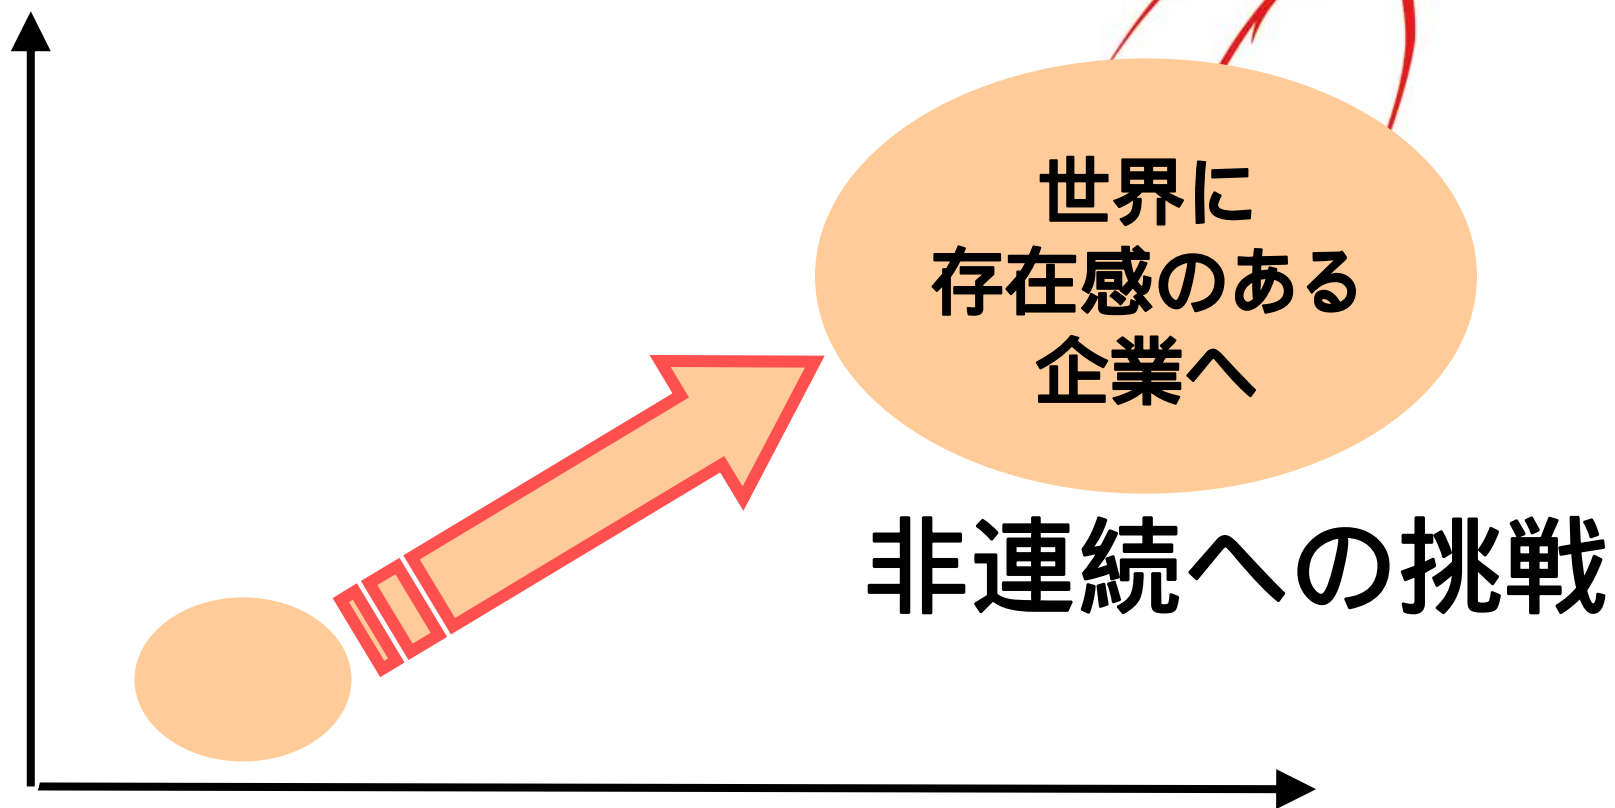 世界に
存在感のある
企業へ
非連続への挑戦